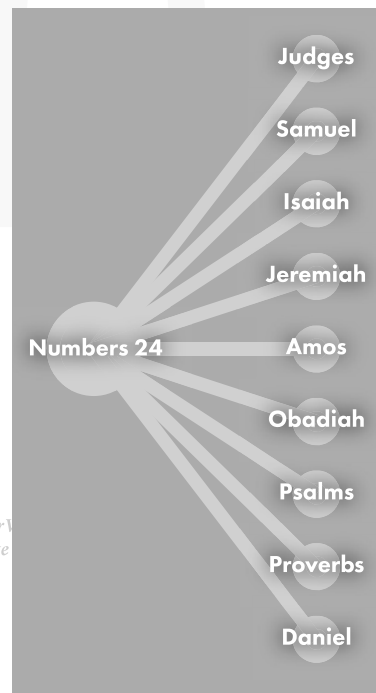 Judges
Samuel
Isaiah
Jeremiah
Numbers 24
Amos
Obadiah
Psalms
Proverbs
Daniel